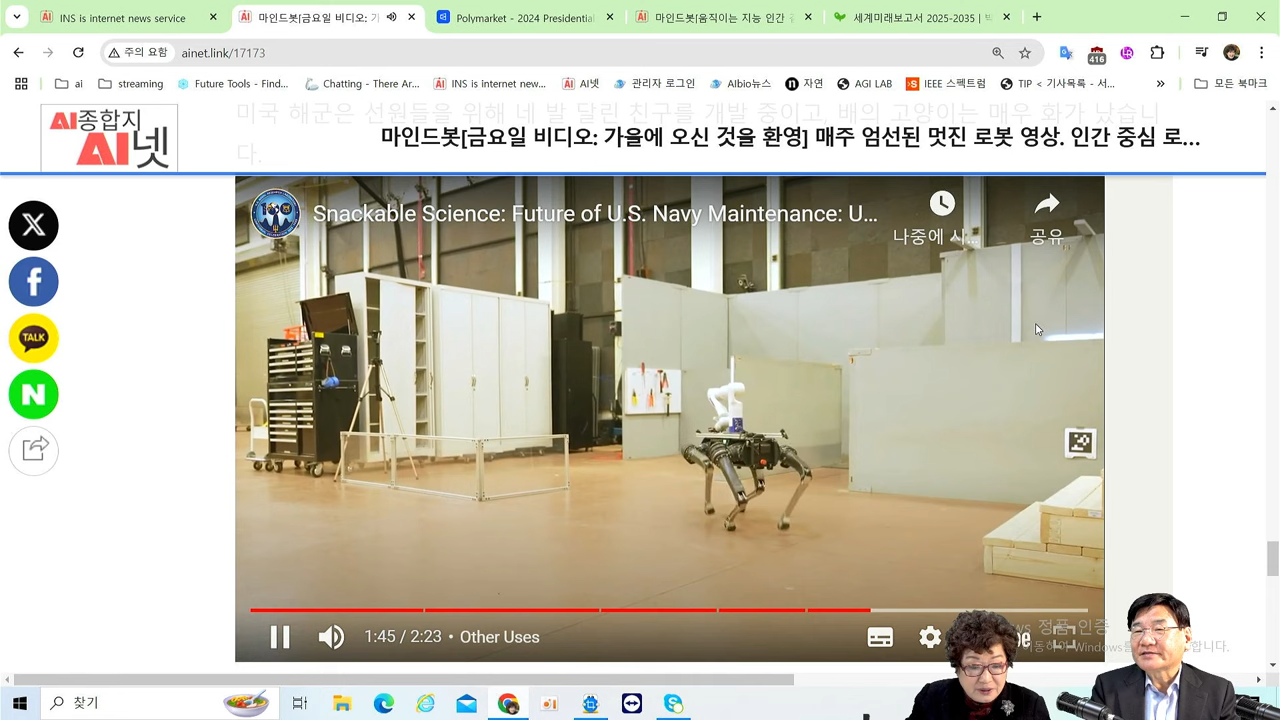 INS is internet news service
마인드봇[금요일 비디오: 가
Polymarket - 2024 Presidential
마인드봇[움직이는 지능 인간
세계미래보고서 2025-2035 | 박
주의 요함
ainet.link/17173
416
LR
ai
streaming
Future Tools - Find...
Chatting - There Ar...
INS is internet new...
AI넷
관리자 로그인
AIbio뉴스
자연
AGI LAB
IEEE 스펙트럼
TIP < 기사목록 - 서...
모든 북마크
미국 해군은 선원들을 위해 네 발 달린 친구를 개발 중이고, 배의 고양이는 매우 화가 났습니
다.
AI종합지
AI넷
마인드봇[금요일 비디오: 가을에 오신 것을 환영] 매주 엄선된 멋진 로봇 영상. 인간 중심 로...
Snackable Science: Future of U.S. Navy Maintenance: U...
나중에 시...
공유
TALK
N
1:45 / 2:23 • Other Uses
정품 인증
찾기